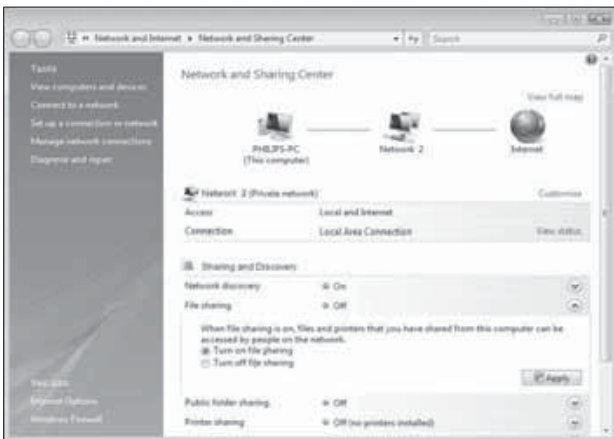 Network and Internet ▸ Network and Sharing Center
Search
Tasks
View computers and devices
Connect to a network
Set up a connection or network
Manage network connections
Diagnose and repair
See also
Internet Options
Windows Firewall
Network and Sharing Center
View full map
PHILIPS-PC
(This computer)
Network 2
Internet
Network 2 (Private network)
Customize
Access
Local and Internet
Connection
Local Area Connection
View status
Sharing and Discovery
Network discovery
On
File sharing
Off
When file sharing is on, files and printers that you have shared from this computer can be
accessed by people on the network.
Turn on file sharing
Turn off file sharing
Apply
Public folder sharing
Off
Printer sharing
Off (no printers installed)